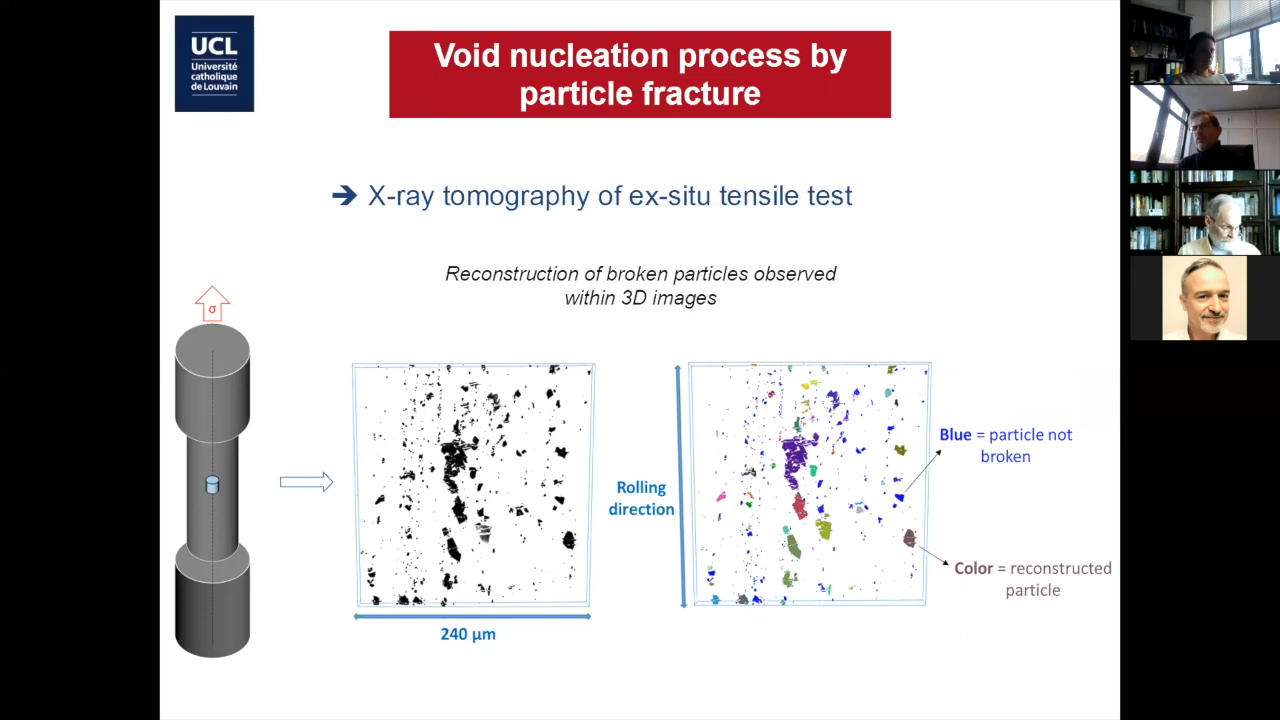 UCL
Université
catholique
de Louvain
Void nucleation process by
particle fracture
➔ X-ray tomography of ex-situ tensile test
Reconstruction of broken particles observed
within 3D images
σ
Rolling
direction
Blue = particle not
broken
Color = reconstructed
particle
240 µm